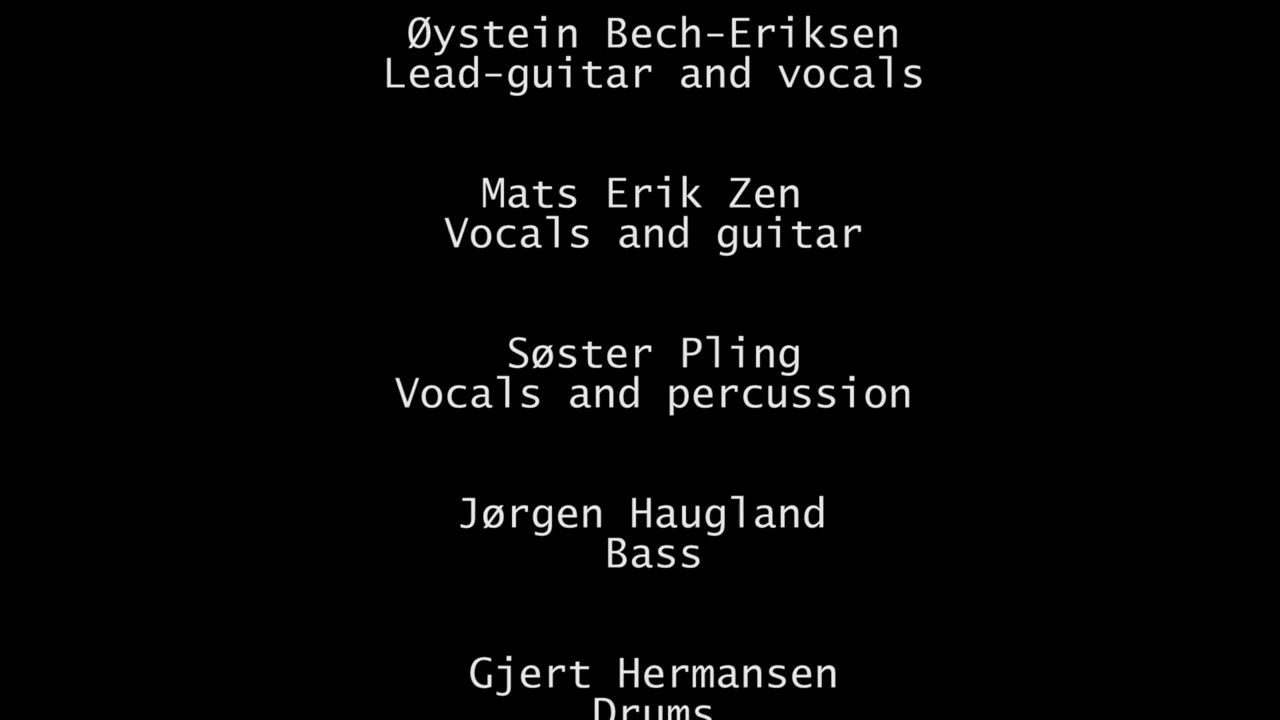 Øystein Bech-Eriksen
Lead-guitar and vocals
Mats Erik Zen
Vocals and guitar
Søster Pling
Vocals and percussion
Jørgen Haugland
Bass
Gjert Hermansen
Drums